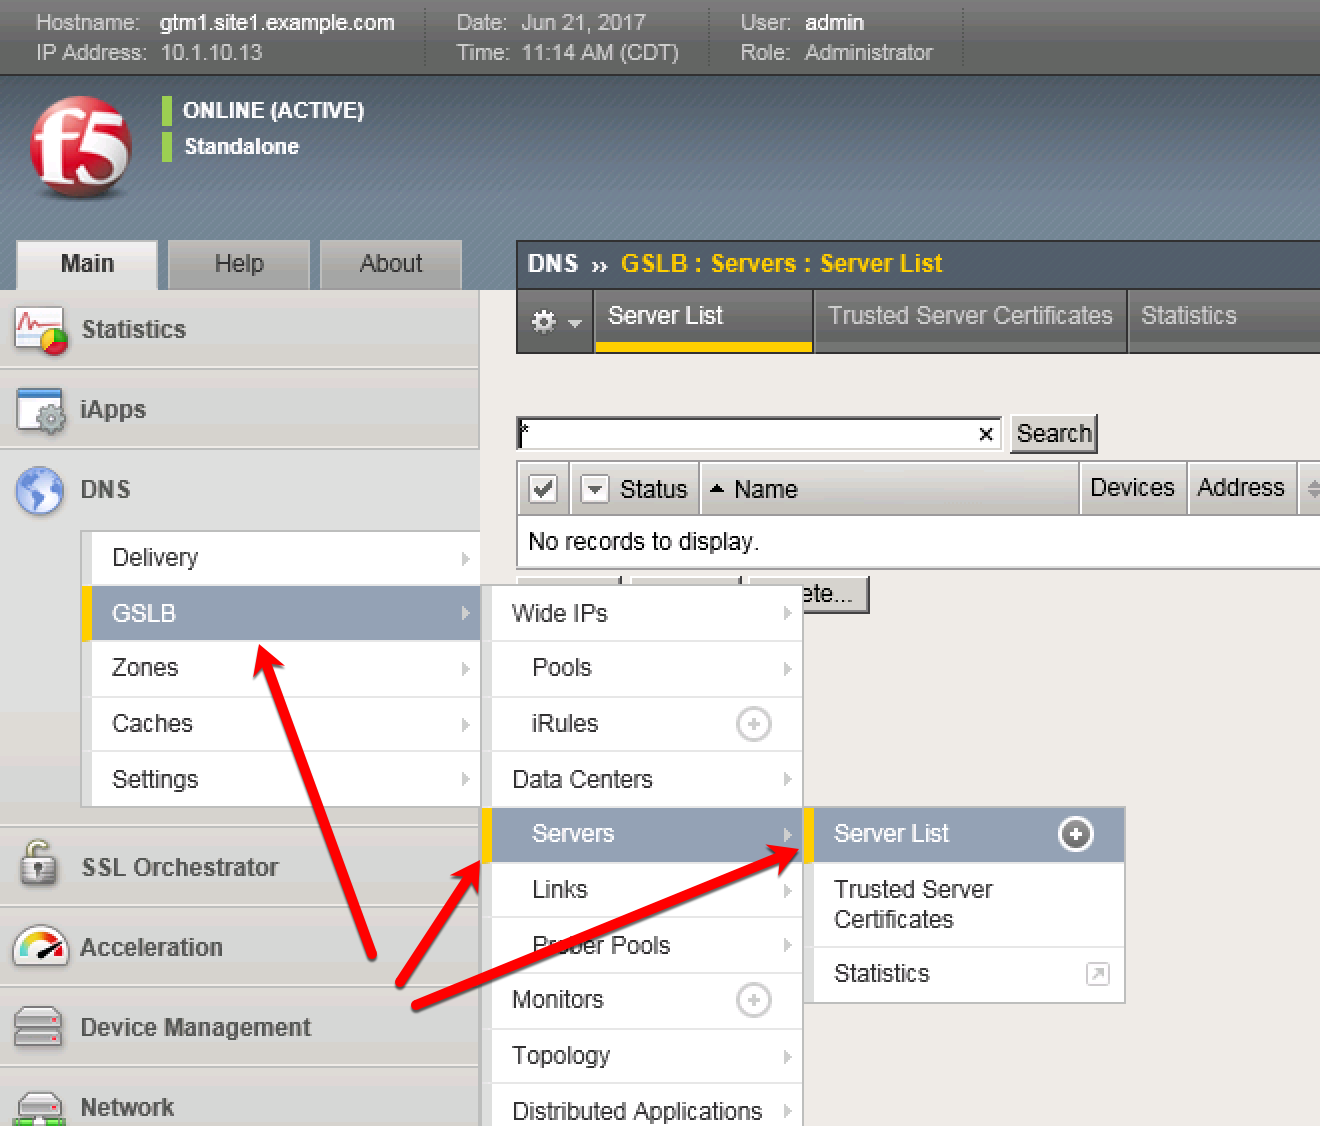 Hostname: gtm1.site1.example.com Date: Jun 21, 2017 User: admin
IP Address: 10.1.10.13 Time: 11:14 AM (CDT) Role: Administrator
f5
ONLINE (ACTIVE)
Standalone
Main Help About
DNS » GSLB : Servers : Server List
Server List Trusted Server Certificates Statistics
Statistics
iApps
DNS
* × Search
Status Name Devices Address
No records to display.
ete...
Delivery
GSLB
Zones
Caches
Settings
Wide IPs
Pools
iRules
Data Centers
Servers
Links
Prober Pools
Monitors
Topology
Distributed Applications
Server List
Trusted Server
Certificates
Statistics
SSL Orchestrator
Acceleration
Device Management
Network